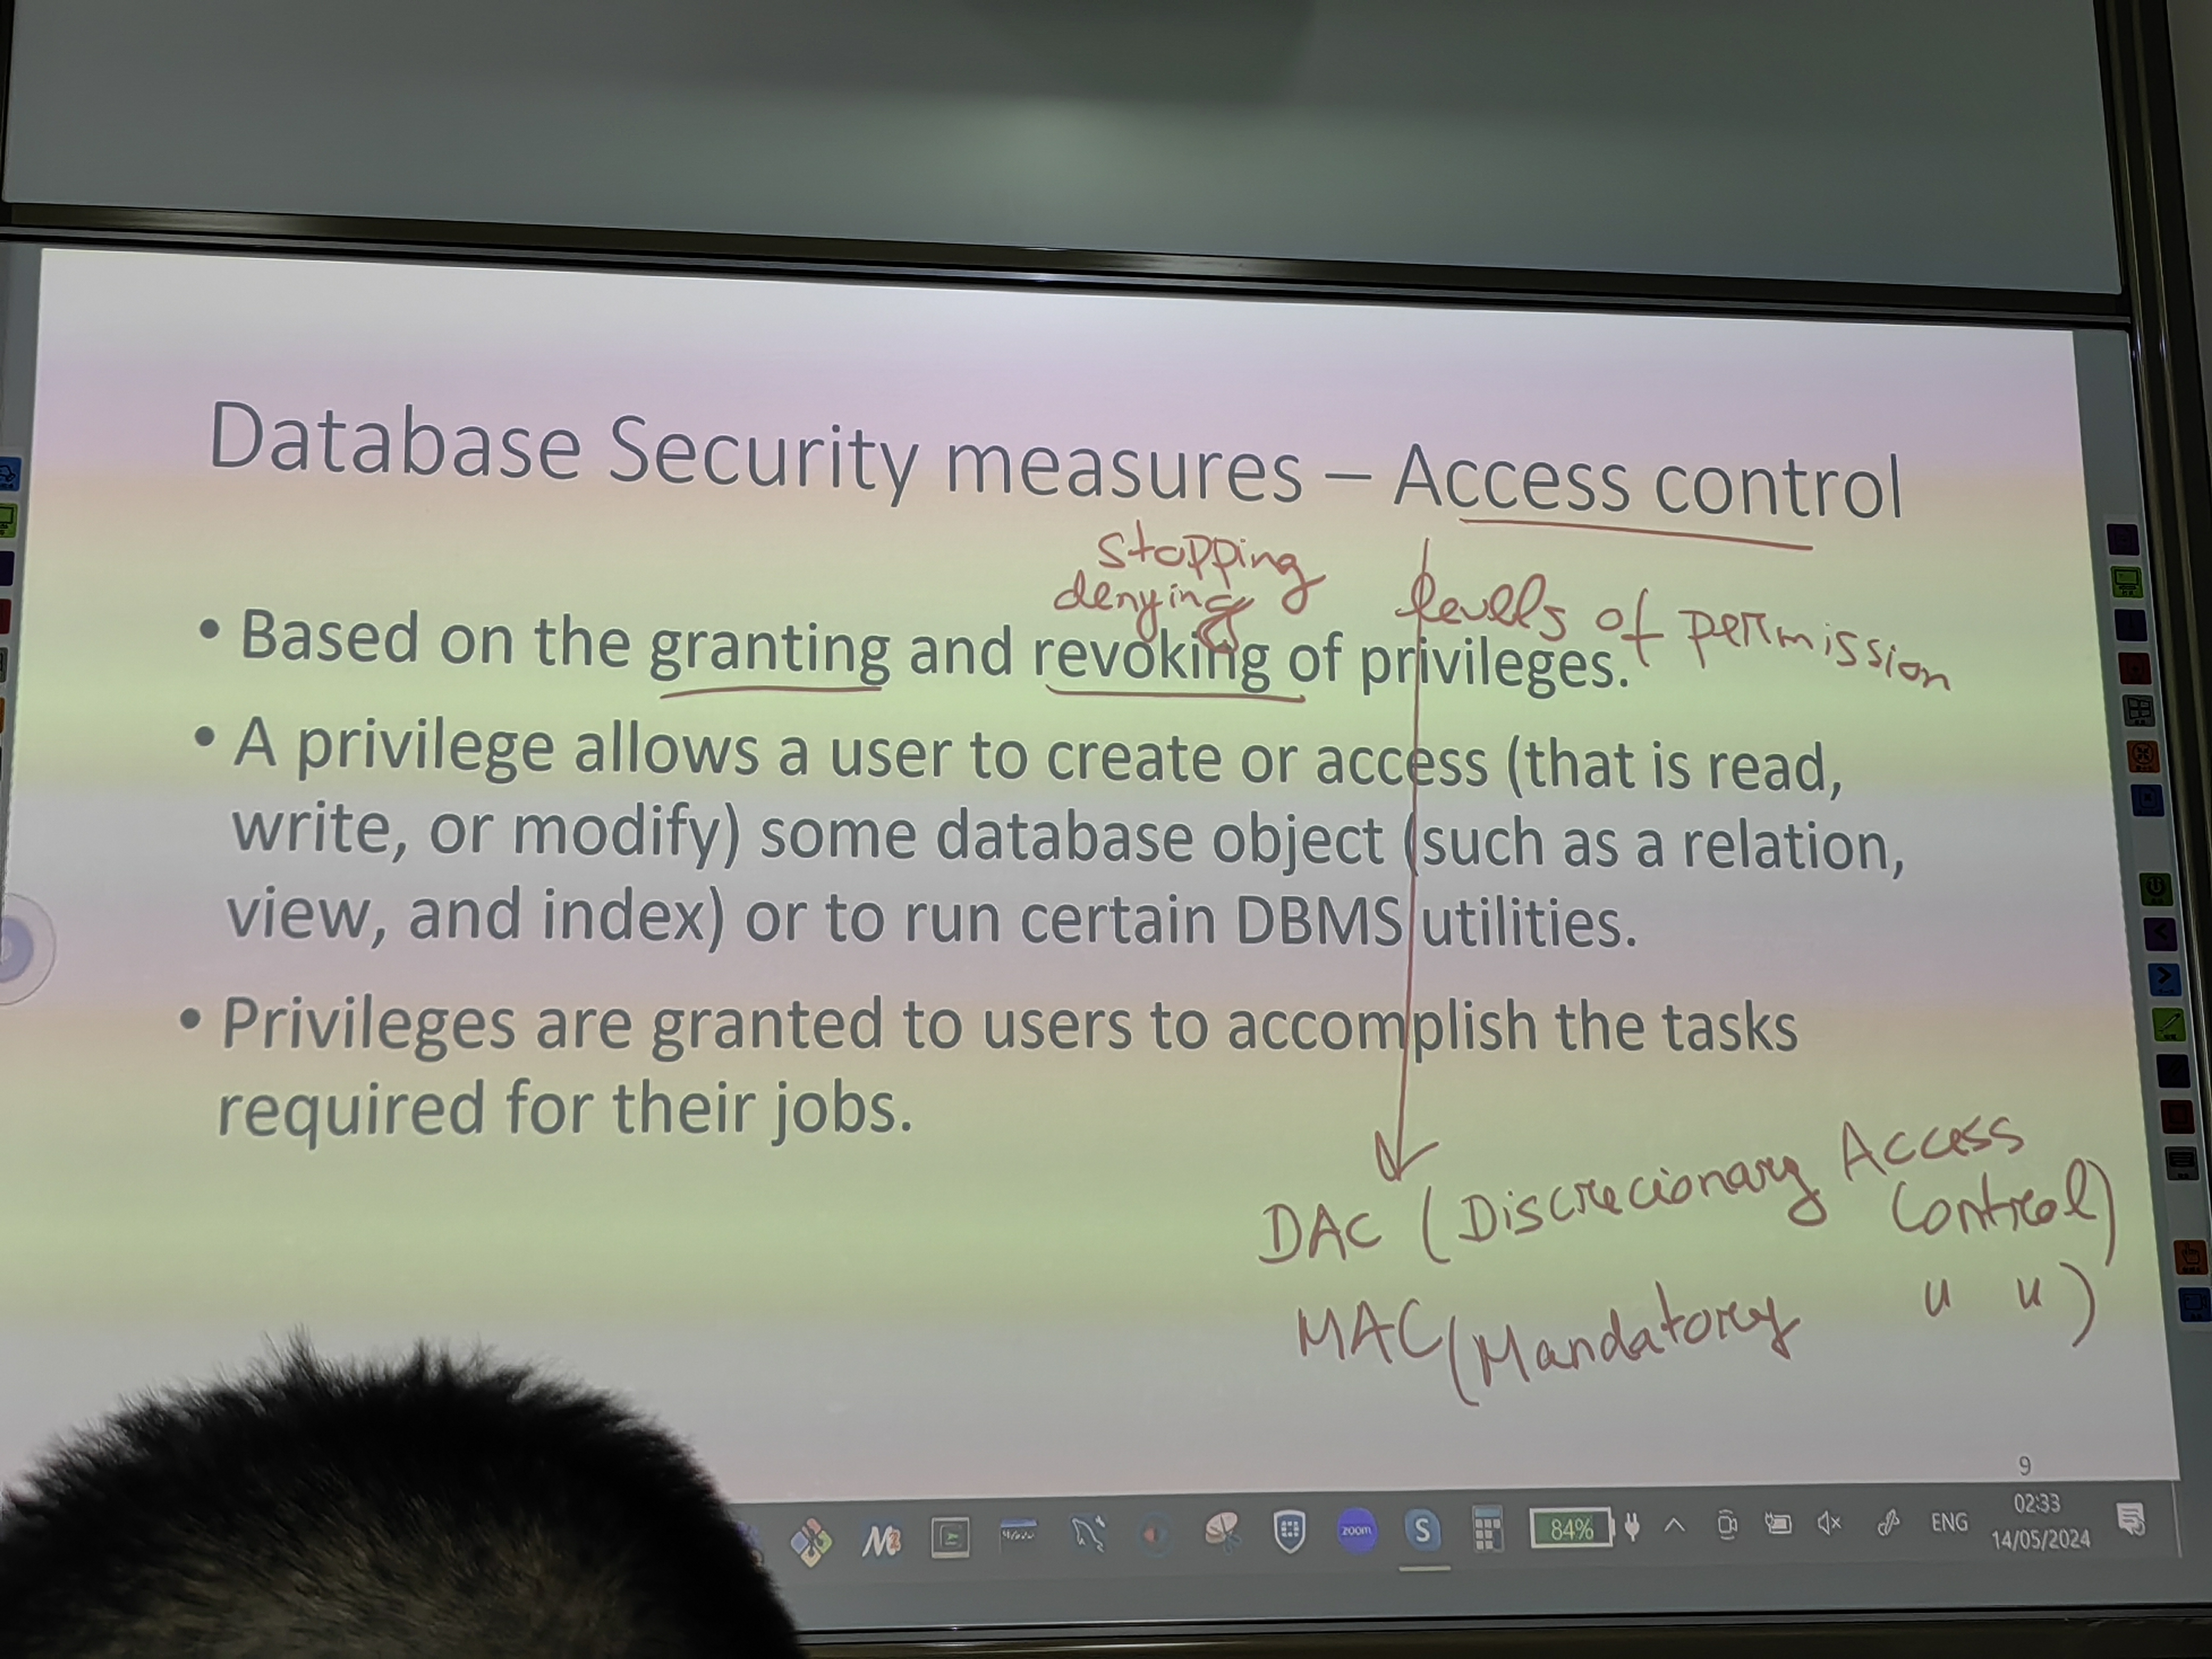 Database Security measures – Access control
stopping
denying
levels of permission
• Based on the granting and revoking of privileges.
• A privilege allows a user to create or access (that is read,
write, or modify) some database object (such as a relation,
view, and index) or to run certain DBMS utilities.
• Privileges are granted to users to accomplish the tasks
required for their jobs.
DAC (Discrecionary Access
Control)
MAC (Mandatory " ")
9
zoom
S
84%
ENG
02:33
14/05/2024